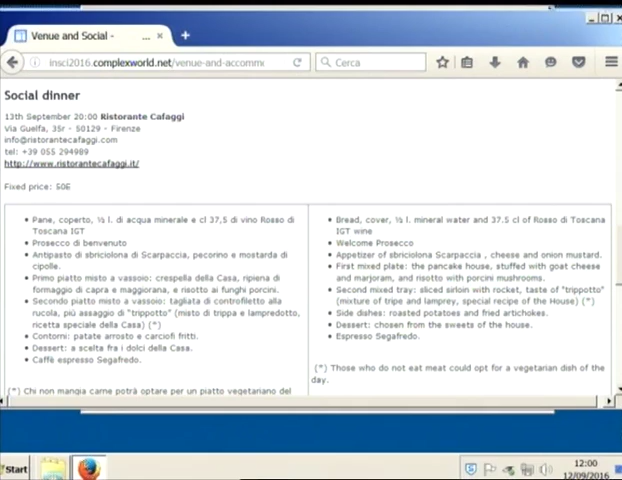 Venue and Social - ...
insci2016.complexworld.net/venue-and-accommo
Cerca
Social dinner
13th September 20:00 Ristorante Cafaggi
Via Guelfa, 35r - 50129 - Firenze
info@ristorantecafaggi.com
tel: +39 055 294989
http://www.ristorantecafaggi.it/
Fixed price: 50E
Pane, coperto, ½ l. di acqua minerale e cl 37,5 di vino Rosso di
Toscana IGT
Prosecco di benvenuto
Antipasto di sbriciolona di Scarpaccia, pecorino e mostarda di
cipolle.
Primo piatto misto a vassoio: crespella della Casa, ripiena di
formaggio di capra e maggiorana, e risotto ai funghi porcini.
Secondo piatto misto a vassoio: tagliata di controfiletto alla
rucola, più assaggio di "trippotto" (misto di trippa e lampredotto,
ricetta speciale della Casa) (*)
Contorni: patate arrosto e carciofi fritti.
Dessert: a scelta fra i dolci della Casa.
Caffè espresso Segafredo.
(*) Chi non mangia carne potrà optare per un piatto vegetariano del
Bread, cover, ½ l. mineral water and 37.5 cl of Rosso di Toscana
IGT wine
Welcome Prosecco
Appetizer of sbriciolona Scarpaccia , cheese and onion mustard.
First mixed plate: the pancake house, stuffed with goat cheese
and marjoram, and risotto with porcini mushrooms.
Second mixed tray: sliced sirloin with rocket, taste of "trippotto"
(mixture of tripe and lamprey, special recipe of the House) (*)
Side dishes: roasted potatoes and fried artichokes.
Dessert: chosen from the sweets of the house.
Espresso Segafredo.
(*) Those who do not eat meat could opt for a vegetarian dish of the
day.
Start
12:00
12/09/2016